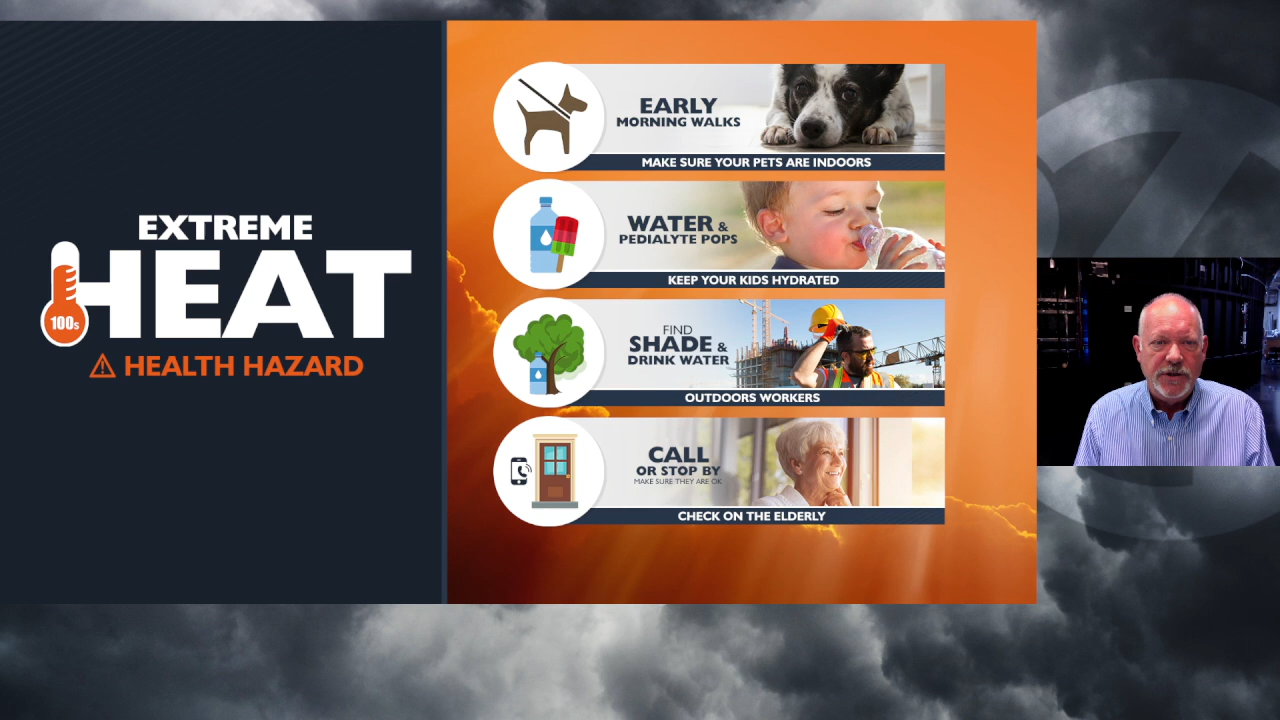 EXTREME
HEAT
100s
HEALTH HAZARD
EARLY
MORNING WALKS
MAKE SURE YOUR PETS ARE INDOORS
WATER &
PEDIALYTE POPS
KEEP YOUR KIDS HYDRATED
FIND
SHADE &
DRINK WATER
OUTDOORS WORKERS
CALL
OR STOP BY
MAKE SURE THEY ARE OK
CHECK ON THE ELDERLY